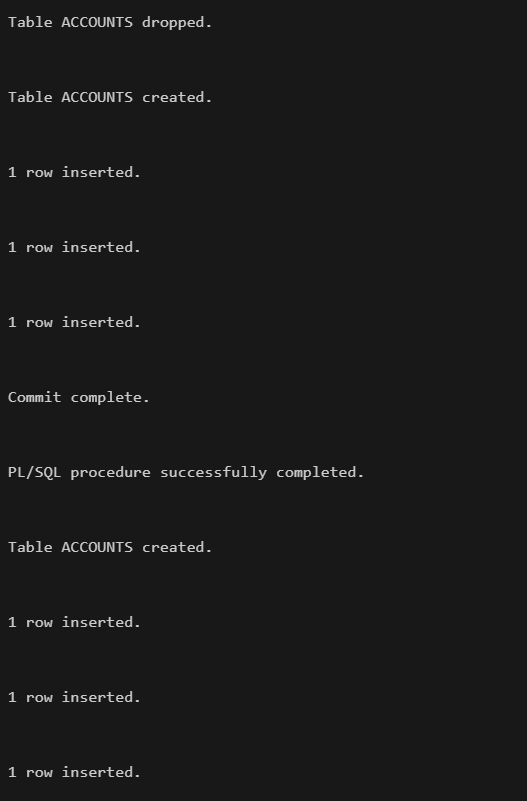 Table ACCOUNTS dropped.
Table ACCOUNTS created.
1 row inserted.
1 row inserted.
1 row inserted.
Commit complete.
PL/SQL procedure successfully completed.
Table ACCOUNTS created.
1 row inserted.
1 row inserted.
1 row inserted.